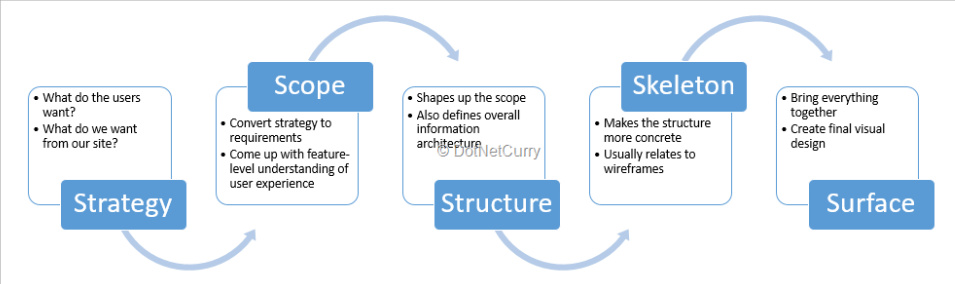 • What do the users
want?
• What do we want
from our site?
Strategy
Scope
• Convert strategy to
requirements
• Come up with feature-
level understanding of
user experience
• Shapes up the scope
• Also defines overall
information
architecture
© DotNetCurry
Structure
Skeleton
• Makes the structure
more concrete
• Usually relates to
wireframes
• Bring everything
together
• Create final visual
design
Surface